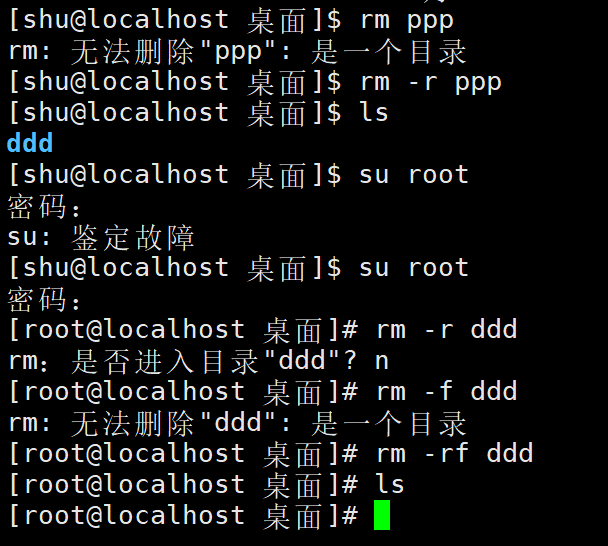 [shu@localhost 桌面]$ rm ppp
rm: 无法删除"ppp": 是一个目录
[shu@localhost 桌面]$ rm -r ppp
[shu@localhost 桌面]$ ls
ddd
[shu@localhost 桌面]$ su root
密码：
su: 鉴定故障
[shu@localhost 桌面]$ su root
密码：
[root@localhost 桌面]# rm -r ddd
rm：是否进入目录"ddd"? n
[root@localhost 桌面]# rm -f ddd
rm: 无法删除"ddd": 是一个目录
[root@localhost 桌面]# rm -rf ddd
[root@localhost 桌面]# ls
[root@localhost 桌面]#